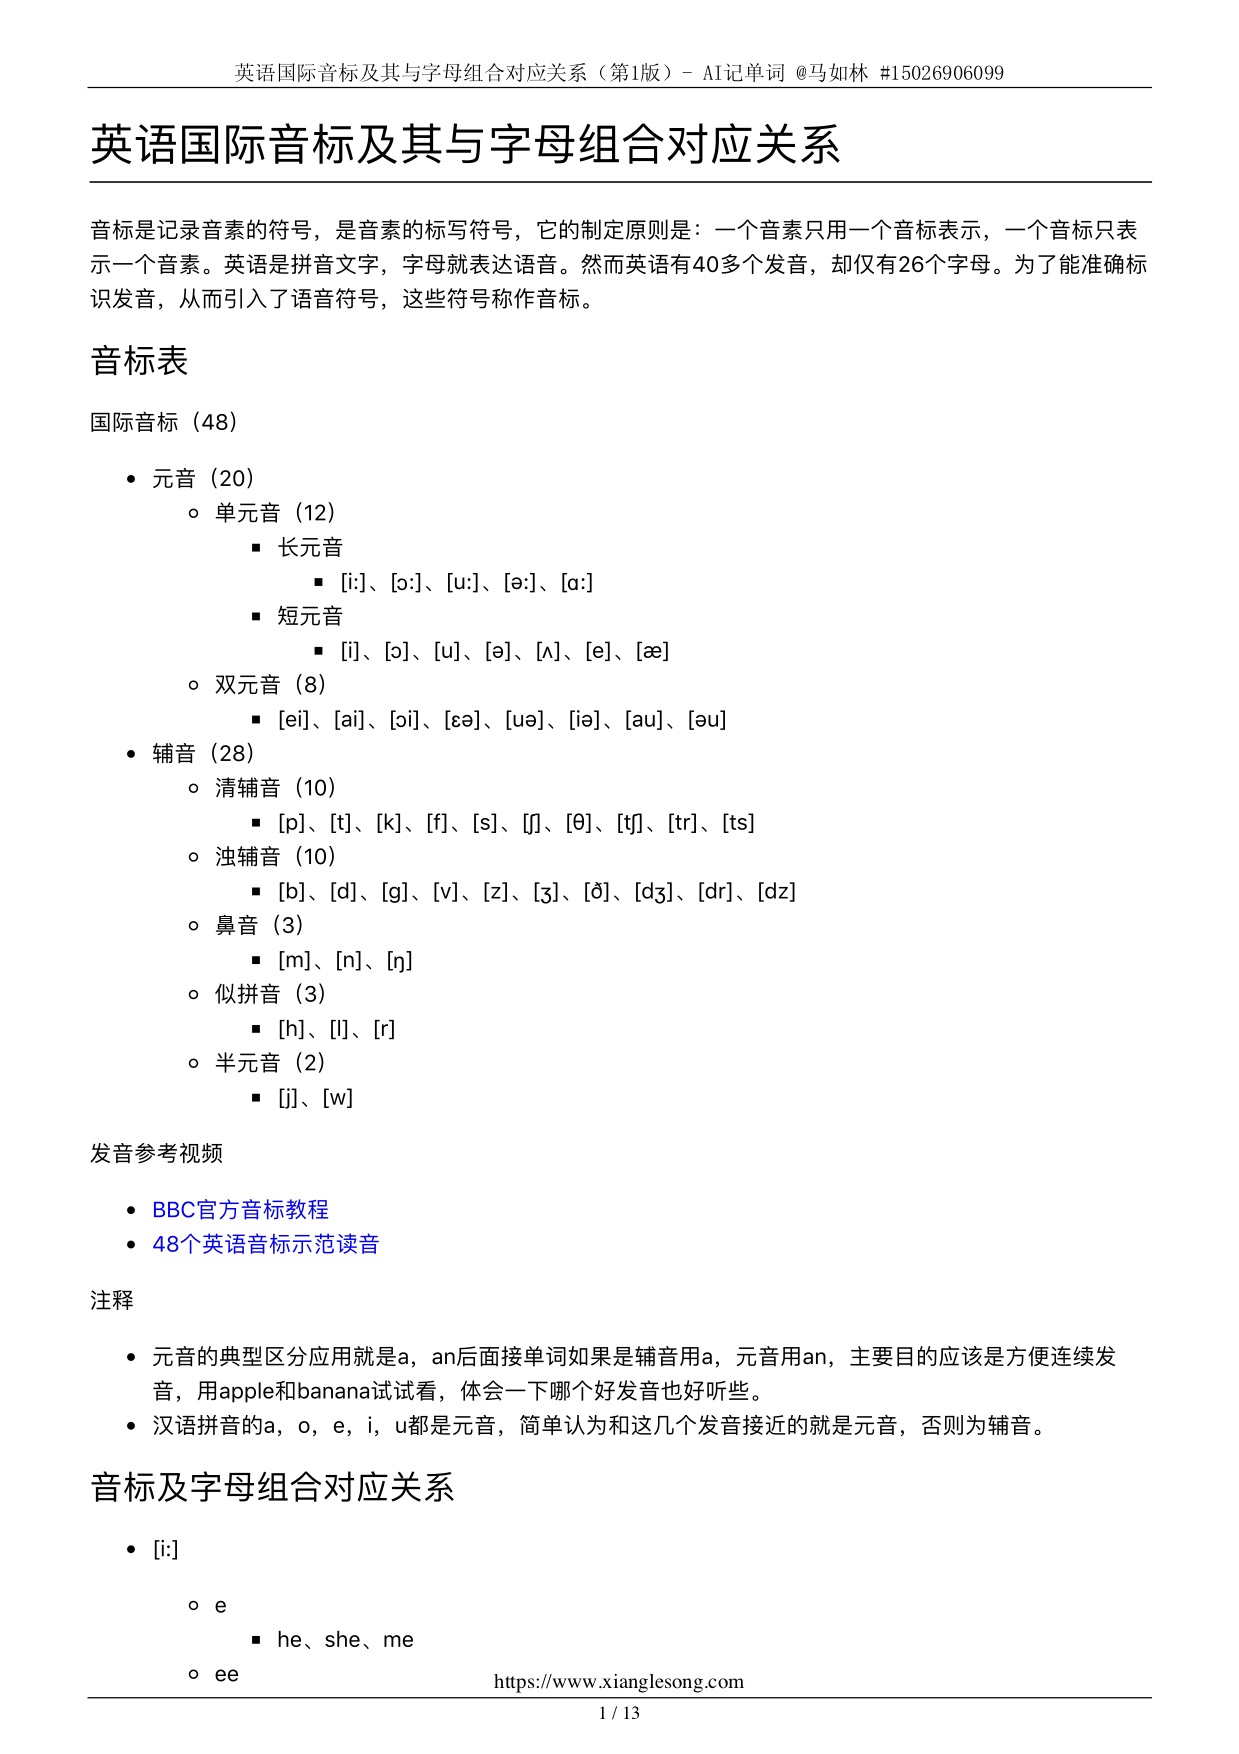 英语国际音标及其与字母组合对应关系（第1版）- AI记单词 @马如林 #15026906099
英语国际音标及其与字母组合对应关系
音标是记录音素的符号，是音素的标写符号，它的制定原则是：一个音素只用一个音标表示，一个音标只表
示一个音素。英语是拼音文字，字母就表达语音。然而英语有40多个发音，却仅有26个字母。为了能准确标
识发音，从而引入了语音符号，这些符号称作音标。
音标表
国际音标（48）
• 元音（20）
◦ 单元音（12）
▪ 长元音
▪ [i:]、[ɔ:]、[u:]、[ə:]、[ɑ:]
▪ 短元音
▪ [i]、[ɔ]、[u]、[ə]、[ʌ]、[e]、[æ]
◦ 双元音（8）
▪ [ei]、[ai]、[ɔi]、[εə]、[uə]、[iə]、[au]、[əu]
• 辅音（28）
◦ 清辅音（10）
▪ [p]、[t]、[k]、[f]、[s]、[ʃ]、[θ]、[tʃ]、[tr]、[ts]
◦ 浊辅音（10）
▪ [b]、[d]、[g]、[v]、[z]、[ʒ]、[ð]、[dʒ]、[dr]、[dz]
◦ 鼻音（3）
▪ [m]、[n]、[ŋ]
◦ 似拼音（3）
▪ [h]、[l]、[r]
◦ 半元音（2）
▪ [j]、[w]
发音参考视频
• BBC官方音标教程
• 48个英语音标示范读音
注释
• 元音的典型区分应用就是a，an后面接单词如果是辅音用a，元音用an，主要目的应该是方便连续发
音，用apple和banana试试看，体会一下哪个好发音也好听些。
• 汉语拼音的a，o，e，i，u都是元音，简单认为和这几个发音接近的就是元音，否则为辅音。
音标及字母组合对应关系
• [i:]
◦ e
▪ he、she、me
◦ ee
https://www.xianglesong.com
1 / 13